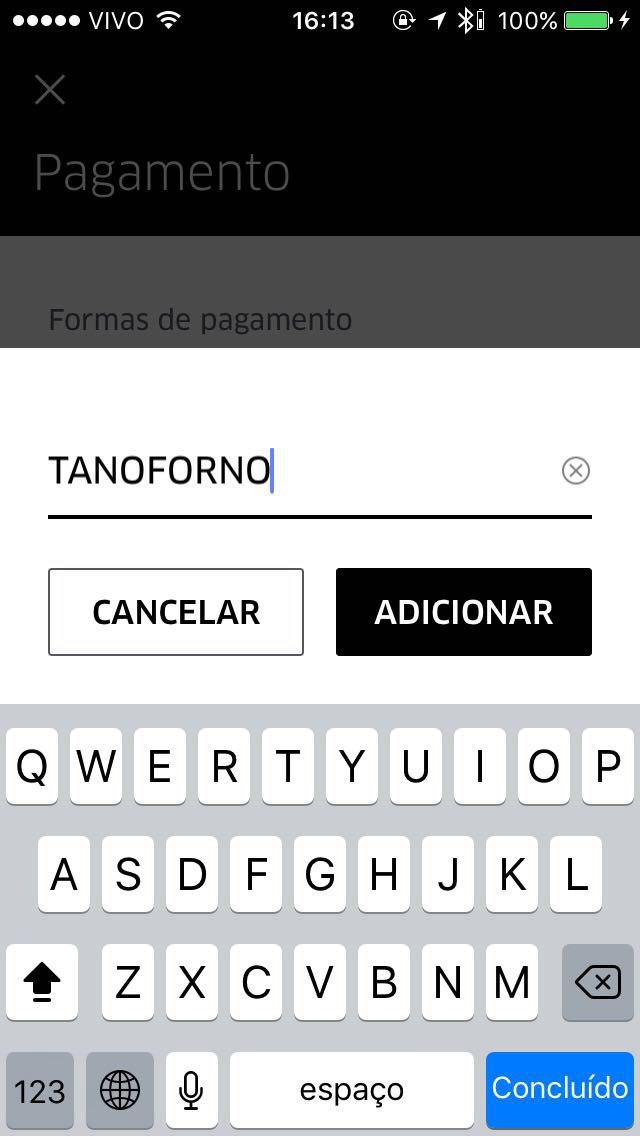 VIVO 16:13 100%
Pagamento
Formas de pagamento
TANOFORNO
CANCELAR ADICIONAR
Q W E R T Y U I O P
A S D F G H J K L
Z X C V B N M
123 espaço Concluído